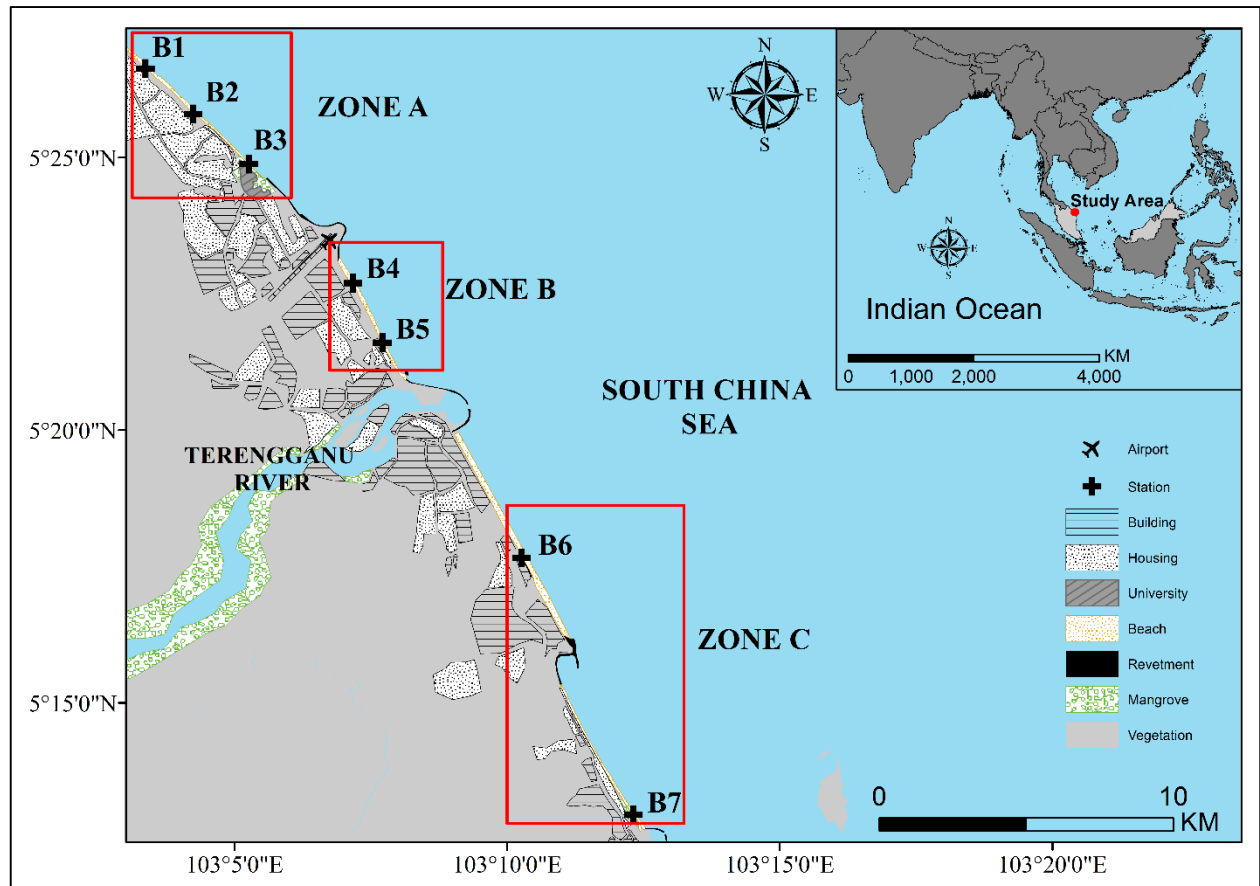 B1
B2
B3
ZONE A
B4
B5
ZONE B
SOUTH CHINA
SEA
TERENGGANU
RIVER
B6
ZONE C
B7
N
W E
S
Study Area
N
W E
S
Indian Ocean
KM
0 1,000 2,000 4,000
Airport
Station
Building
Housing
University
Beach
Revetment
Mangrove
Vegetation
0 10
KM
5°25'0"N
5°20'0"N
5°15'0"N
103°5'0"E 103°10'0"E 103°15'0"E 103°20'0"E